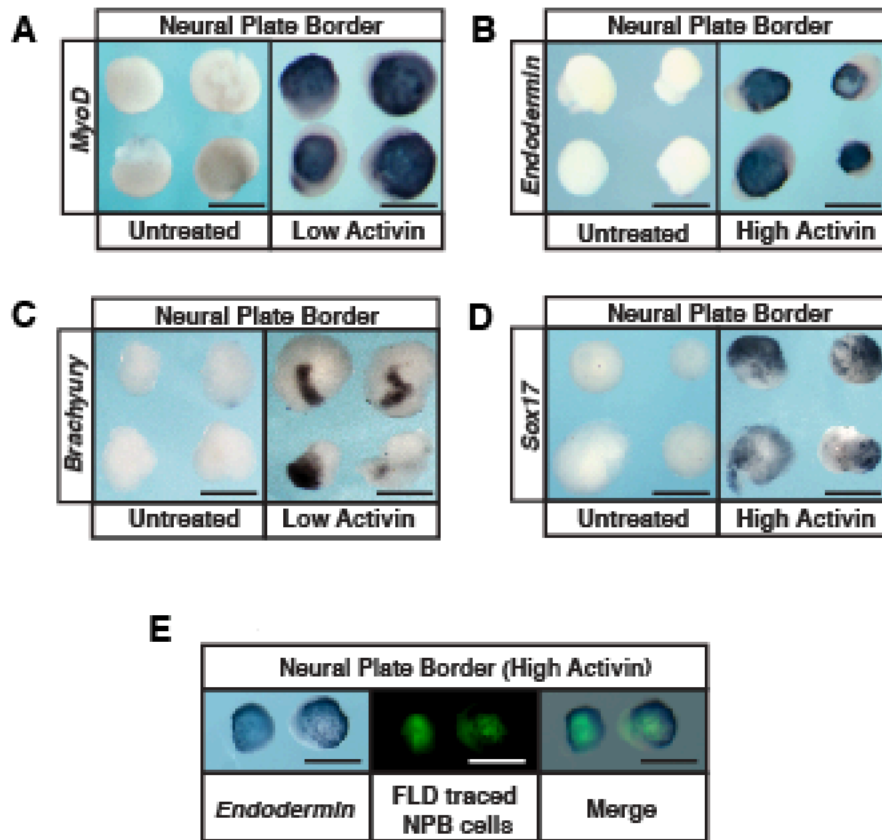 A
Neural Plate Border
MyoD
Untreated
Low Activin
B
Neural Plate Border
Endodermin
Untreated
High Activin
C
Neural Plate Border
Brachyury
Untreated
Low Activin
D
Neural Plate Border
Sox17
Untreated
High Activin
E
Neural Plate Border (High Activin)
Endodermin
FLD traced
NPB cells
Merge